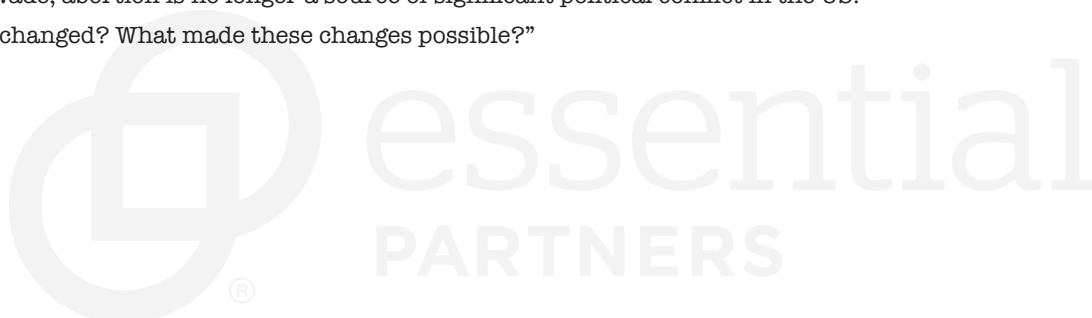 Wade, abortion is no longer a source of significant political conflict in the US.
changed? What made these changes possible?”
essential
PARTNERS
®